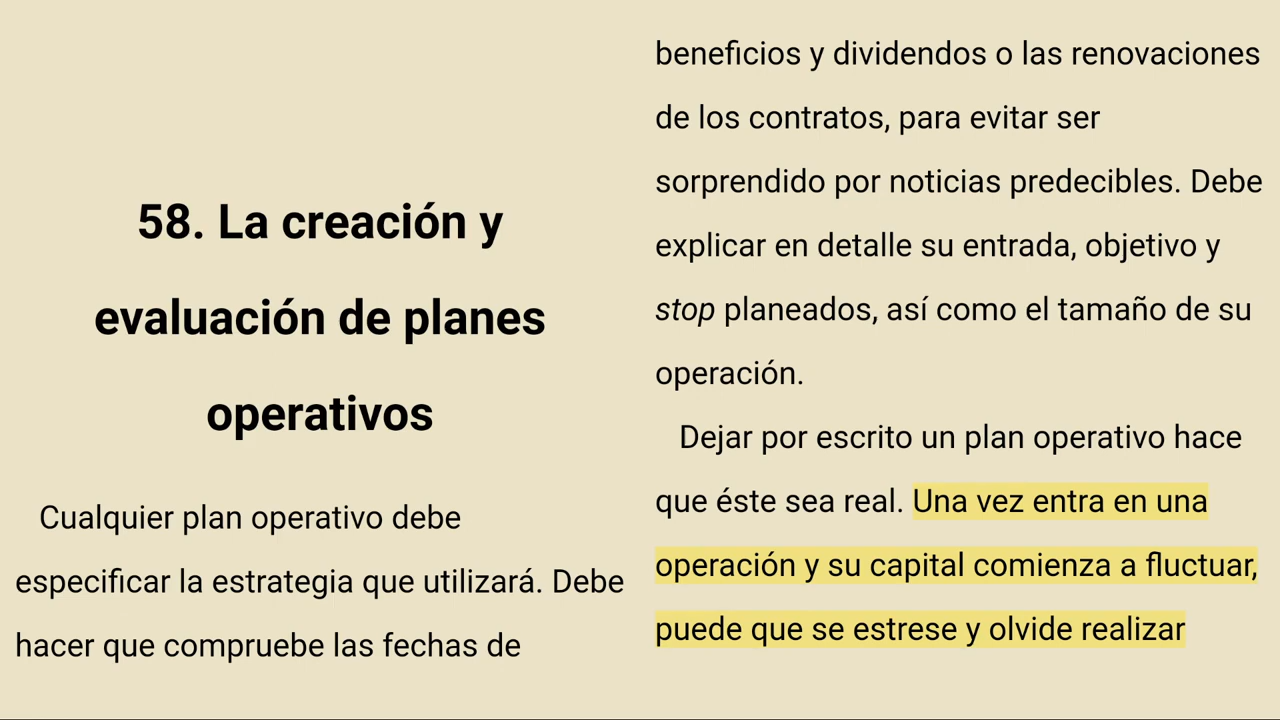 58. La creación y
evaluación de planes
operativos
Cualquier plan operativo debe
especificar la estrategia que utilizará. Debe
hacer que compruebe las fechas de
beneficios y dividendos o las renovaciones
de los contratos, para evitar ser
sorprendido por noticias predecibles. Debe
explicar en detalle su entrada, objetivo y
stop planeados, así como el tamaño de su
operación.
Dejar por escrito un plan operativo hace
que éste sea real. Una vez entra en una
operación y su capital comienza a fluctuar,
puede que se estrese y olvide realizar